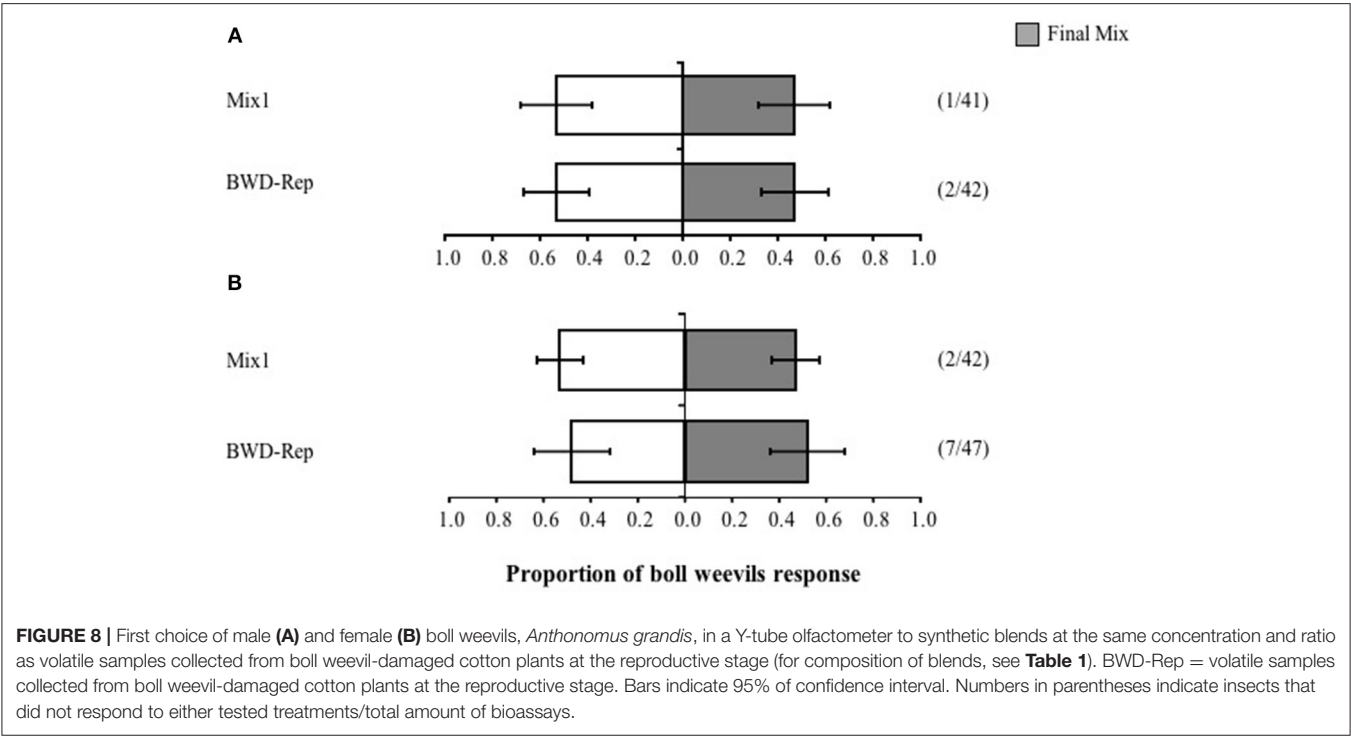 A
Final Mix
Mix1
(1/41)
BWD-Rep
(2/42)
1.0 0.8 0.6 0.4 0.2 0.0 0.2 0.4 0.6 0.8 1.0
B
Mix1
(2/42)
BWD-Rep
(7/47)
1.0 0.8 0.6 0.4 0.2 0.0 0.2 0.4 0.6 0.8 1.0
Proportion of boll weevils response
FIGURE 8 | First choice of male (A) and female (B) boll weevils, Anthonomus grandis, in a Y-tube olfactometer to synthetic blends at the same concentration and ratio
as volatile samples collected from boll weevil-damaged cotton plants at the reproductive stage (for composition of blends, see Table 1). BWD-Rep = volatile samples
collected from boll weevil-damaged cotton plants at the reproductive stage. Bars indicate 95% of confidence interval. Numbers in parentheses indicate insects that
did not respond to either tested treatments/total amount of bioassays.